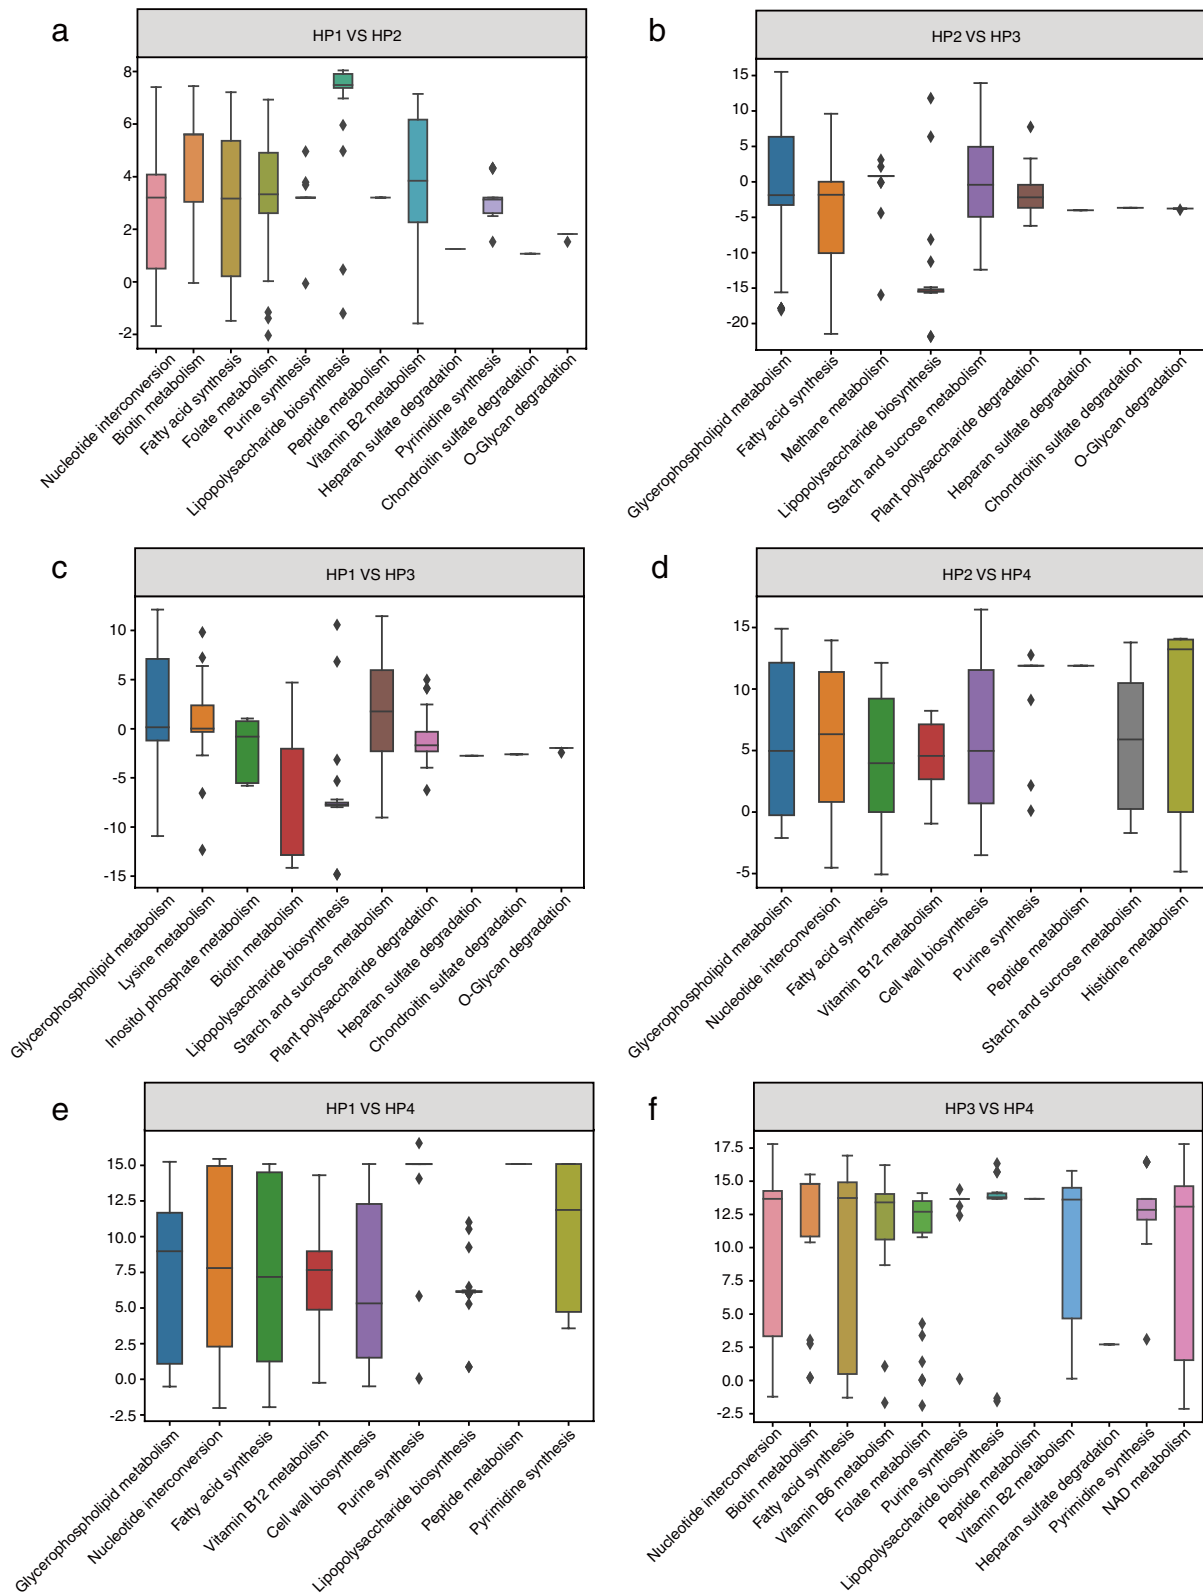 a
HP1 VS HP2
8
6
4
2
0
-2
Nucleotide interconversion
Biotin metabolism
Fatty acid synthesis
Folate metabolism
Purine synthesis
Lipopolysaccharide biosynthesis
Peptide metabolism
Vitamin B2 metabolism
Heparan sulfate degradation
Pyrimidine synthesis
Chondroitin sulfate degradation
O-Glycan degradation
b
HP2 VS HP3
15
10
5
0
-5
-10
-15
-20
Glycerophospholipid metabolism
Fatty acid synthesis
Methane metabolism
Lipopolysaccharide biosynthesis
Starch and sucrose metabolism
Plant polysaccharide degradation
Heparan sulfate degradation
Chondroitin sulfate degradation
O-Glycan degradation
c
HP1 VS HP3
10
5
0
-5
-10
-15
Glycerophospholipid metabolism
Lysine metabolism
Inositol phosphate metabolism
Biotin metabolism
Lipopolysaccharide biosynthesis
Starch and sucrose metabolism
Plant polysaccharide degradation
Heparan sulfate degradation
Chondroitin sulfate degradation
O-Glycan degradation
d
HP2 VS HP4
15
10
5
0
-5
Glycerophospholipid metabolism
Nucleotide interconversion
Fatty acid synthesis
Vitamin B12 metabolism
Cell wall biosynthesis
Purine synthesis
Peptide metabolism
Starch and sucrose metabolism
Histidine metabolism
e
HP1 VS HP4
15.0
12.5
10.0
7.5
5.0
0.0
-2.5
2.5
Glycerophospholipid metabolism
Nucleotide interconversion
Fatty acid synthesis
Vitamin B12 metabolism
Cell wall biosynthesis
Purine synthesis
Lipopolysaccharide biosynthesis
Peptide metabolism
Pyrimidine synthesis
f
HP3 VS HP4
17.5
15.0
12.5
10.0
7.5
5.0
2.5
0.0
-2.5
Nucleotide interconversion
Biotin metabolism
Fatty acid synthesis
Vitamin B6 metabolism
Folate metabolism
Purine synthesis
Lipopolysaccharide biosynthesis
Peptide metabolism
Vitamin B2 metabolism
Heparan sulfate degradation
Pyrimidine synthesis
NAD metabolism